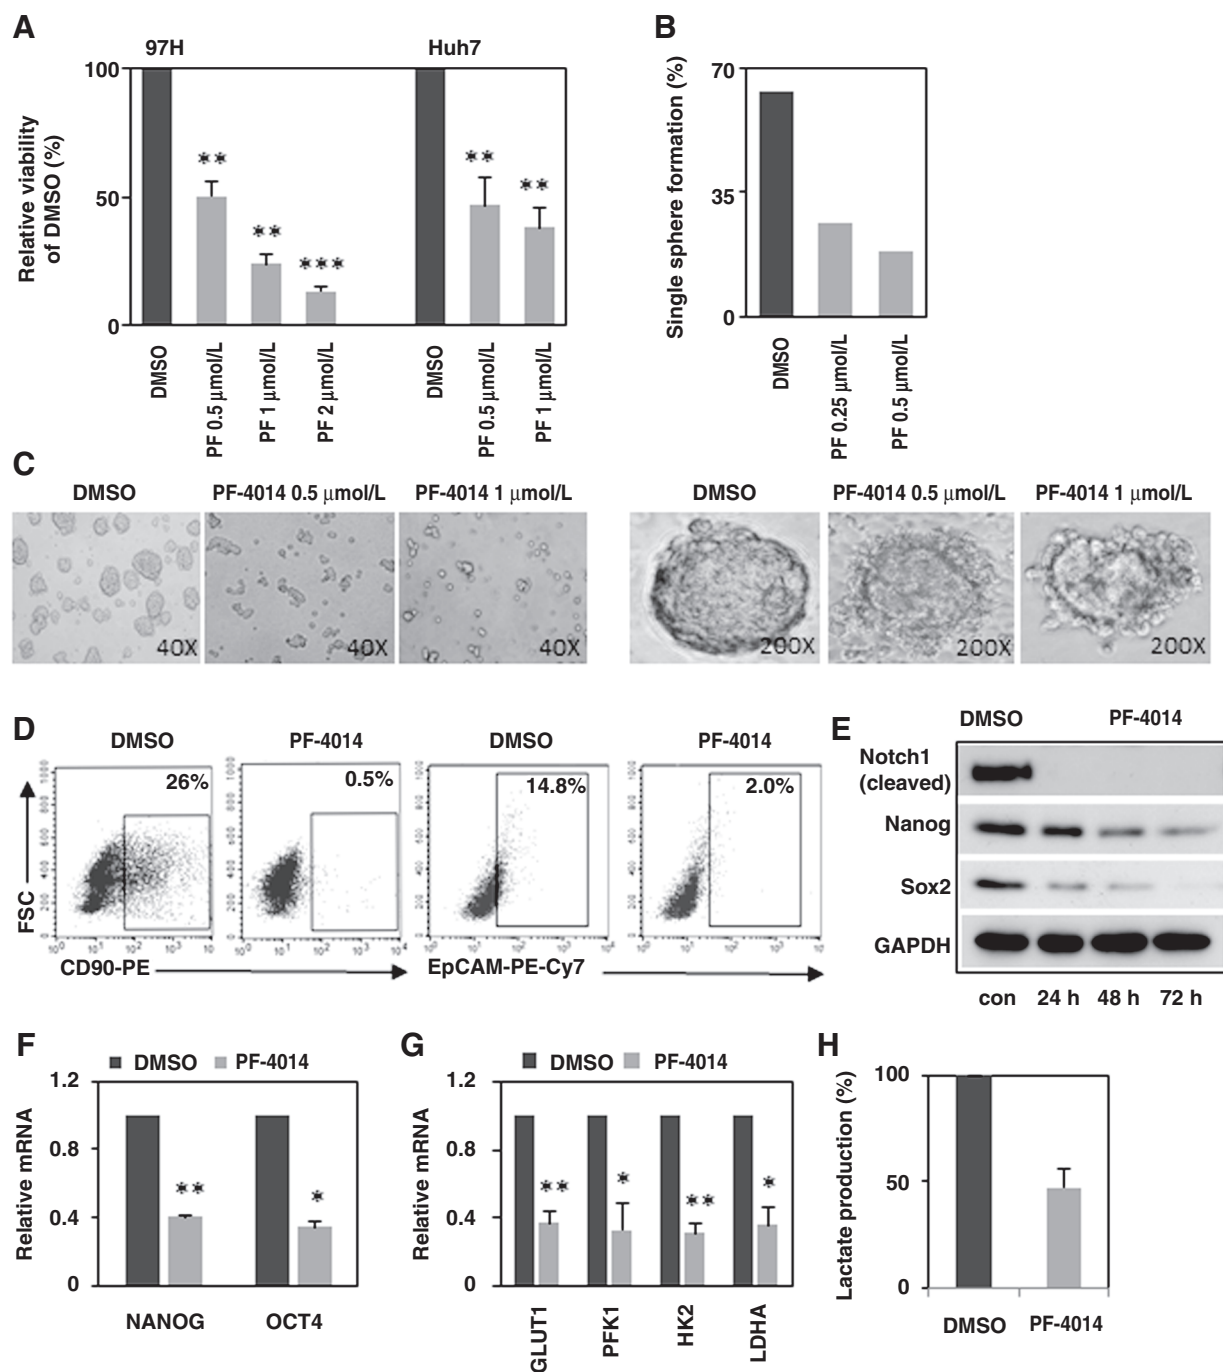 A
B
97H
Huh7
Relative viability
of DMSO (%)
100
50
0
**
**
***
**
**
DMSO
PF 0.5 μmol/L
PF 1 μmol/L
PF 2 μmol/L
DMSO
PF 0.5 μmol/L
PF 1 μmol/L
Single sphere formation (%)
70
35
0
DMSO
PF 0.25 μmol/L
PF 0.5 μmol/L
C
DMSO
PF-4014 0.5 μmol/L
PF-4014 1 μmol/L
DMSO
PF-4014 0.5 μmol/L
PF-4014 1 μmol/L
40X
40X
40X
200X
200X
200X
D
DMSO
PF-4014
DMSO
PF-4014
26%
0.5%
14.8%
2.0%
FSC
CD90-PE
EpCAM-PE-Cy7
E
DMSO
PF-4014
Notch1
(cleaved)
Nanog
Sox2
GAPDH
con 24 h 48 h 72 h
F
DMSO PF-4014
Relative mRNA
1.2
0.8
0.4
0
**
*
NANOG
OCT4
G
DMSO PF-4014
Relative mRNA
1.2
0.8
0.4
0
**
*
**
*
GLUT1
PFK1
HK2
LDHA
H
Lactate production (%)
100
50
0
DMSO
PF-4014